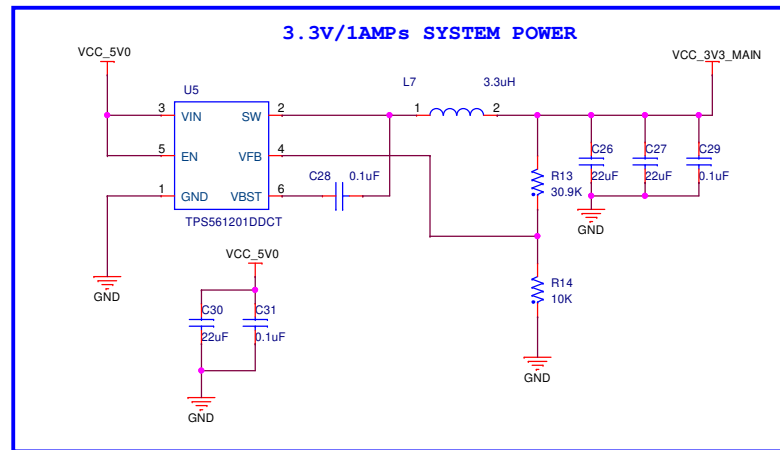 3.3V/1AMPs SYSTEM POWER
VCC_5V0
VCC_3V3_MAIN
U5
L7
3.3uH
3
VIN
SW
2
1
2
5
EN
VFB
4
C26
22uF
C27
22uF
C29
0.1uF
C28
0.1uF
R13
30.9K
1
GND
VBST
6
TPS561201DDCT
GND
VCC_5V0
GND
R14
10K
C30
22uF
C31
0.1uF
GND
GND